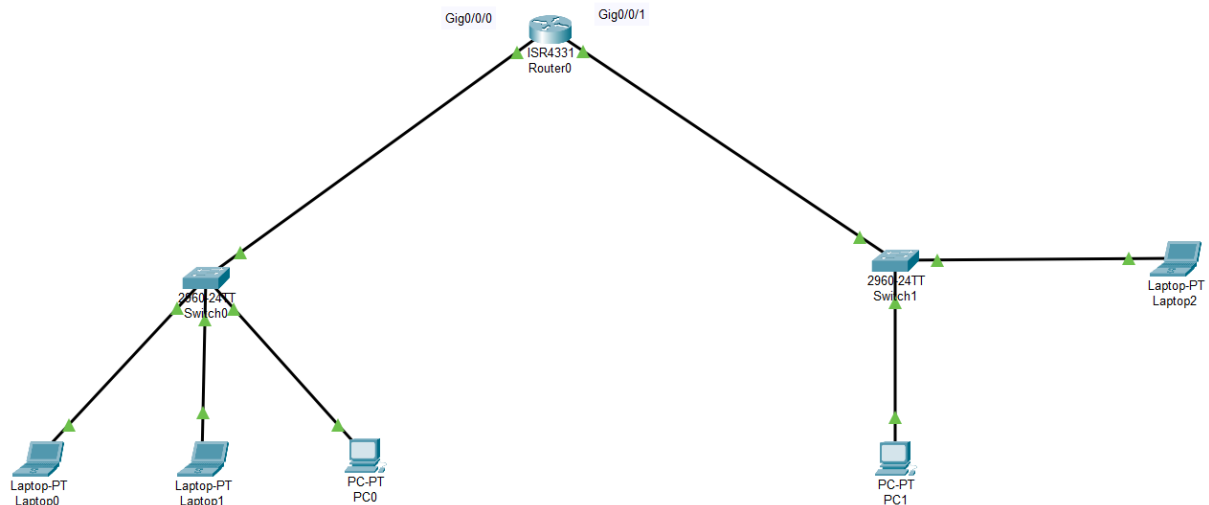 Gig0/0/0
Gig0/0/1
ISR4331
Router0
2960-24TT
Switch0
2960-24TT
Switch1
Laptop-PT
Laptop2
Laptop-PT
Laptop0
Laptop-PT
Laptop1
PC-PT
PC0
PC-PT
PC1